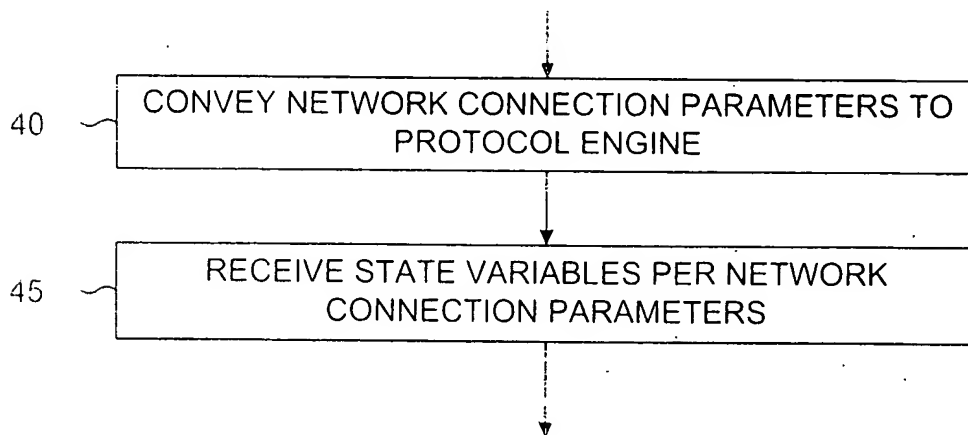 40
CONVEY NETWORK CONNECTION PARAMETERS TO
PROTOCOL ENGINE
45
RECEIVE STATE VARIABLES PER NETWORK
CONNECTION PARAMETERS